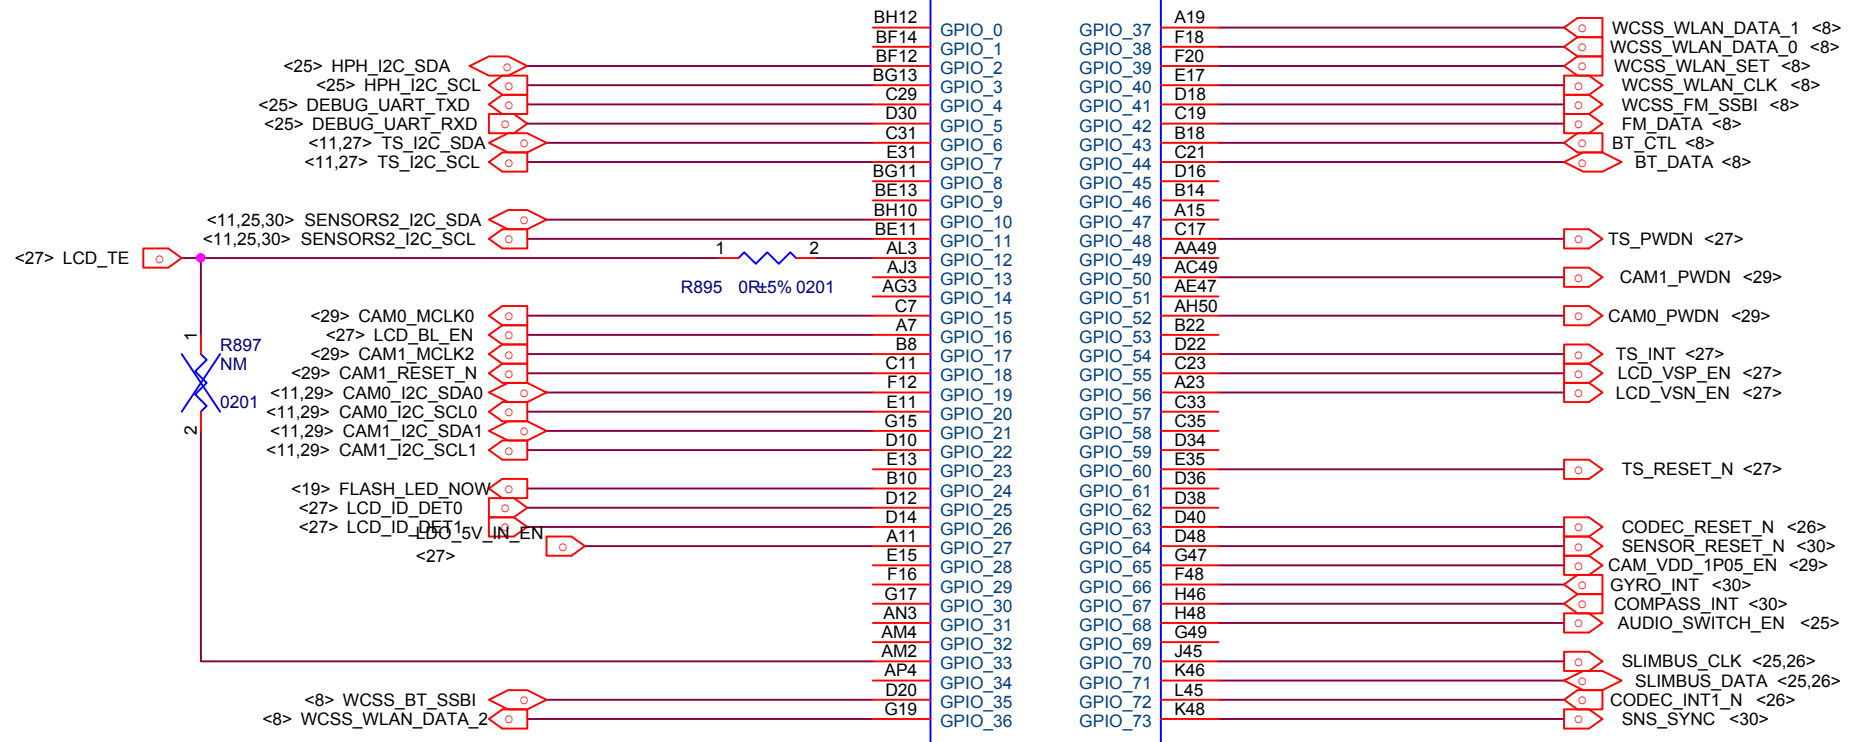 BH12 GPIO_0 GPIO_37 A19 WCSS_WLAN_DATA_1 <8>
BF14 GPIO_1 GPIO_38 F18 WCSS_WLAN_DATA_0 <8>
<25> HPH_I2C_SDA BF12 GPIO_2 GPIO_39 F20 WCSS_WLAN_SET <8>
<25> HPH_I2C_SCL BG13 GPIO_3 GPIO_40 E17 WCSS_WLAN_CLK <8>
<25> DEBUG_UART_TXD C29 GPIO_4 GPIO_41 D18 WCSS_FM_SSBI <8>
<25> DEBUG_UART_RXD D30 GPIO_5 GPIO_42 C19 FM_DATA <8>
<11,27> TS_I2C_SDA C31 GPIO_6 GPIO_43 B18 BT_CTL <8>
<11,27> TS_I2C_SCL E31 GPIO_7 GPIO_44 C21 BT_DATA <8>
BG11 GPIO_8 GPIO_45 D16
BE13 GPIO_9 GPIO_46 B14
<11,25,30> SENSORS2_I2C_SDA BH10 GPIO_10 GPIO_47 A15
<11,25,30> SENSORS2_I2C_SCL BE11 GPIO_11 GPIO_48 C17 TS_PWDN <27>
<27> LCD_TE 1 2 AL3 GPIO_12 GPIO_49 AA49
AJ3 GPIO_13 GPIO_50 AC49 CAM1_PWDN <29>
R895 0R±5% 0201 AG3 GPIO_14 GPIO_51 AE47
<29> CAM0_MCLK0 C7 GPIO_15 GPIO_52 AH50 CAM0_PWDN <29>
1 <27> LCD_BL_EN A7 GPIO_16 GPIO_53 B22
R897 <29> CAM1_MCLK2 B8 GPIO_17 GPIO_54 D22 TS_INT <27>
NM <29> CAM1_RESET_N C11 GPIO_18 GPIO_55 C23 LCD_VSP_EN <27>
0201 <11,29> CAM0_I2C_SDA0 F12 GPIO_19 GPIO_56 A23 LCD_VSN_EN <27>
<11,29> CAM0_I2C_SCL0 E11 GPIO_20 GPIO_57 C33
2 <11,29> CAM1_I2C_SDA1 G15 GPIO_21 GPIO_58 C35
<11,29> CAM1_I2C_SCL1 D10 GPIO_22 GPIO_59 D34
E13 GPIO_23 GPIO_60 E35 TS_RESET_N <27>
<19> FLASH_LED_NOW B10 GPIO_24 GPIO_61 D36
<27> LCD_ID_DET0 D12 GPIO_25 GPIO_62 D38
<27> LCD_ID_DET1 D14 GPIO_26 GPIO_63 D40 CODEC_RESET_N <26>
LDO_5V_IN_EN A11 GPIO_27 GPIO_64 D48 SENSOR_RESET_N <30>
<27> E15 GPIO_28 GPIO_65 G47 CAM_VDD_1P05_EN <29>
F16 GPIO_29 GPIO_66 F48 GYRO_INT <30>
G17 GPIO_30 GPIO_67 H46 COMPASS_INT <30>
AN3 GPIO_31 GPIO_68 H48 AUDIO_SWITCH_EN <25>
AM4 GPIO_32 GPIO_69 G49
AM2 GPIO_33 GPIO_70 J45 SLIMBUS_CLK <25,26>
AP4 GPIO_34 GPIO_71 K46 SLIMBUS_DATA <25,26>
<8> WCSS_BT_SSBI D20 GPIO_35 GPIO_72 L45 CODEC_INT1_N <26>
<8> WCSS_WLAN_DATA_2 G19 GPIO_36 GPIO_73 K48 SNS_SYNC <30>